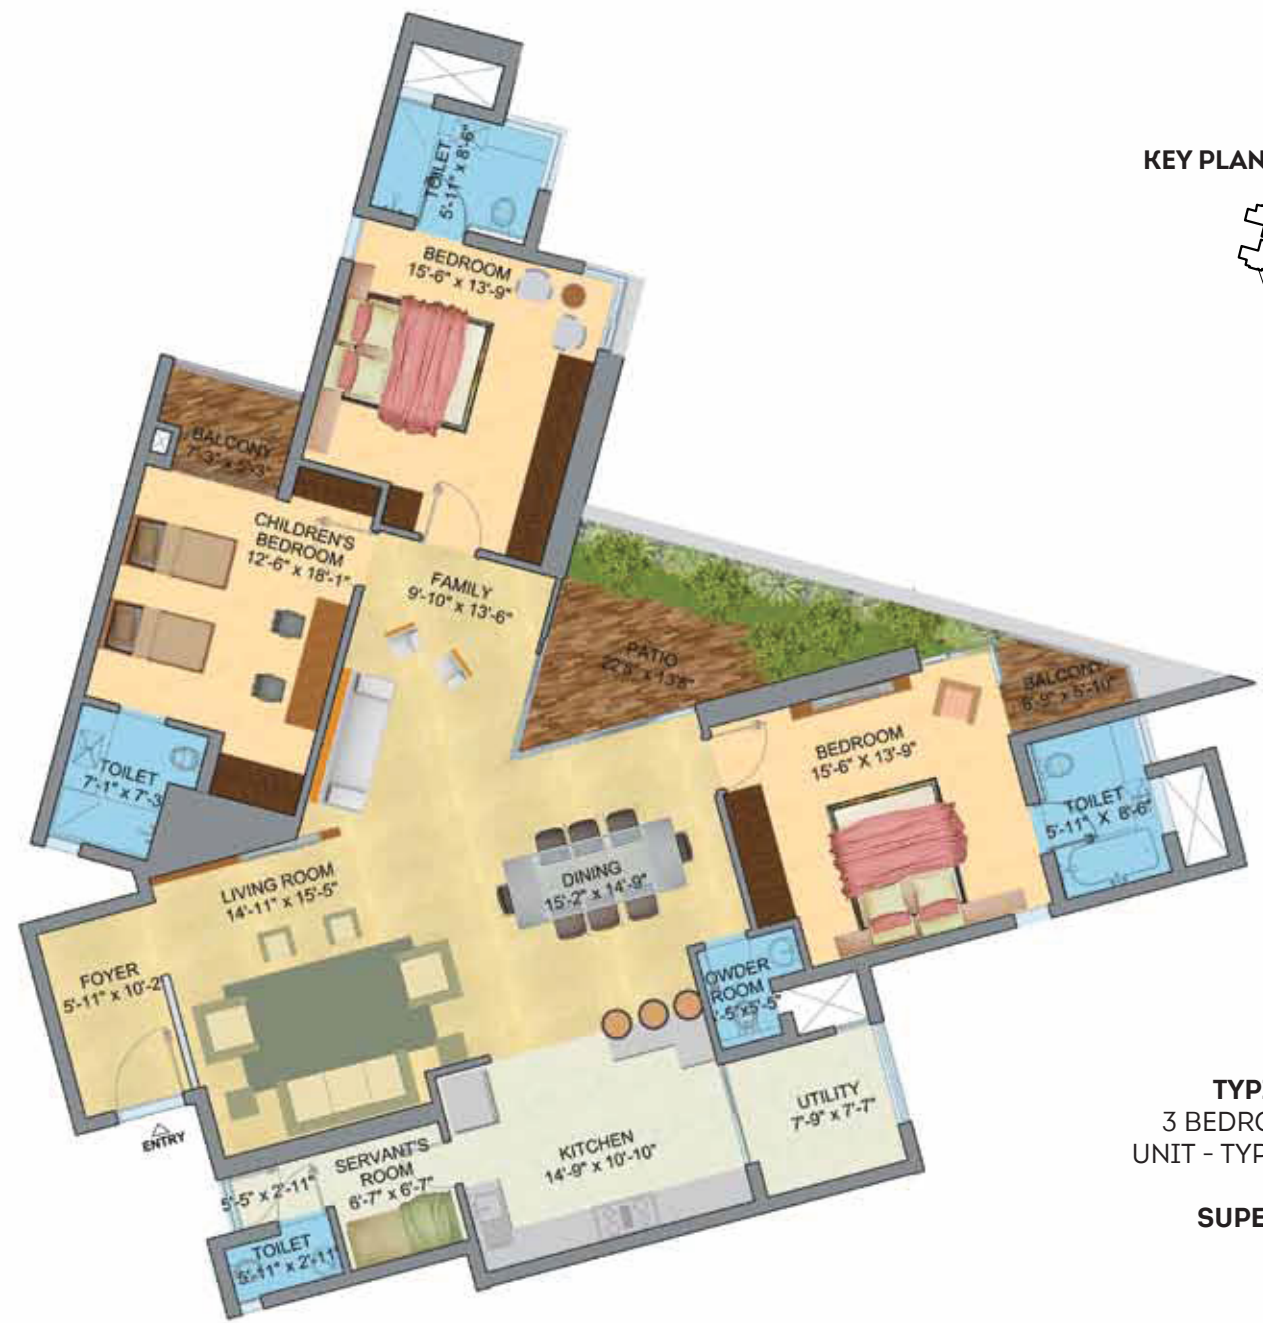 KEY PLAN
TOILET
5'-11" x 8'-6"
BEDROOM
15'-6" x 13'-9"
BALCONY
7'-3" x 5'-3"
CHILDREN'S
BEDROOM
12'-6" x 18'-1"
FAMILY
9'-10" x 13'-6"
PATIO
BALCONY
6'-9" x 5'-10"
BEDROOM
15'-6" X 13'-9"
TOILET
7'-1" x 7'-3
TOILET
5'-11" X 8'-6"
LIVING ROOM
14'-11" x 15'-5"
DINING
15'-2" x 14'-9"
FOYER
5'-11" x 10'-2"
OWDER
ROOM
'-5"x5'-5"
UTILITY
7'-9" x 7'-7"
ENTRY
KITCHEN
14'-9" x 10'-10"
SERVANT'S
ROOM
6'-7" x 6'-7"
5'-5" x 2'-11"
TOILET
5'-11" x 2'-11"
TYP
3 BEDRO
UNIT - TYP
SUPE